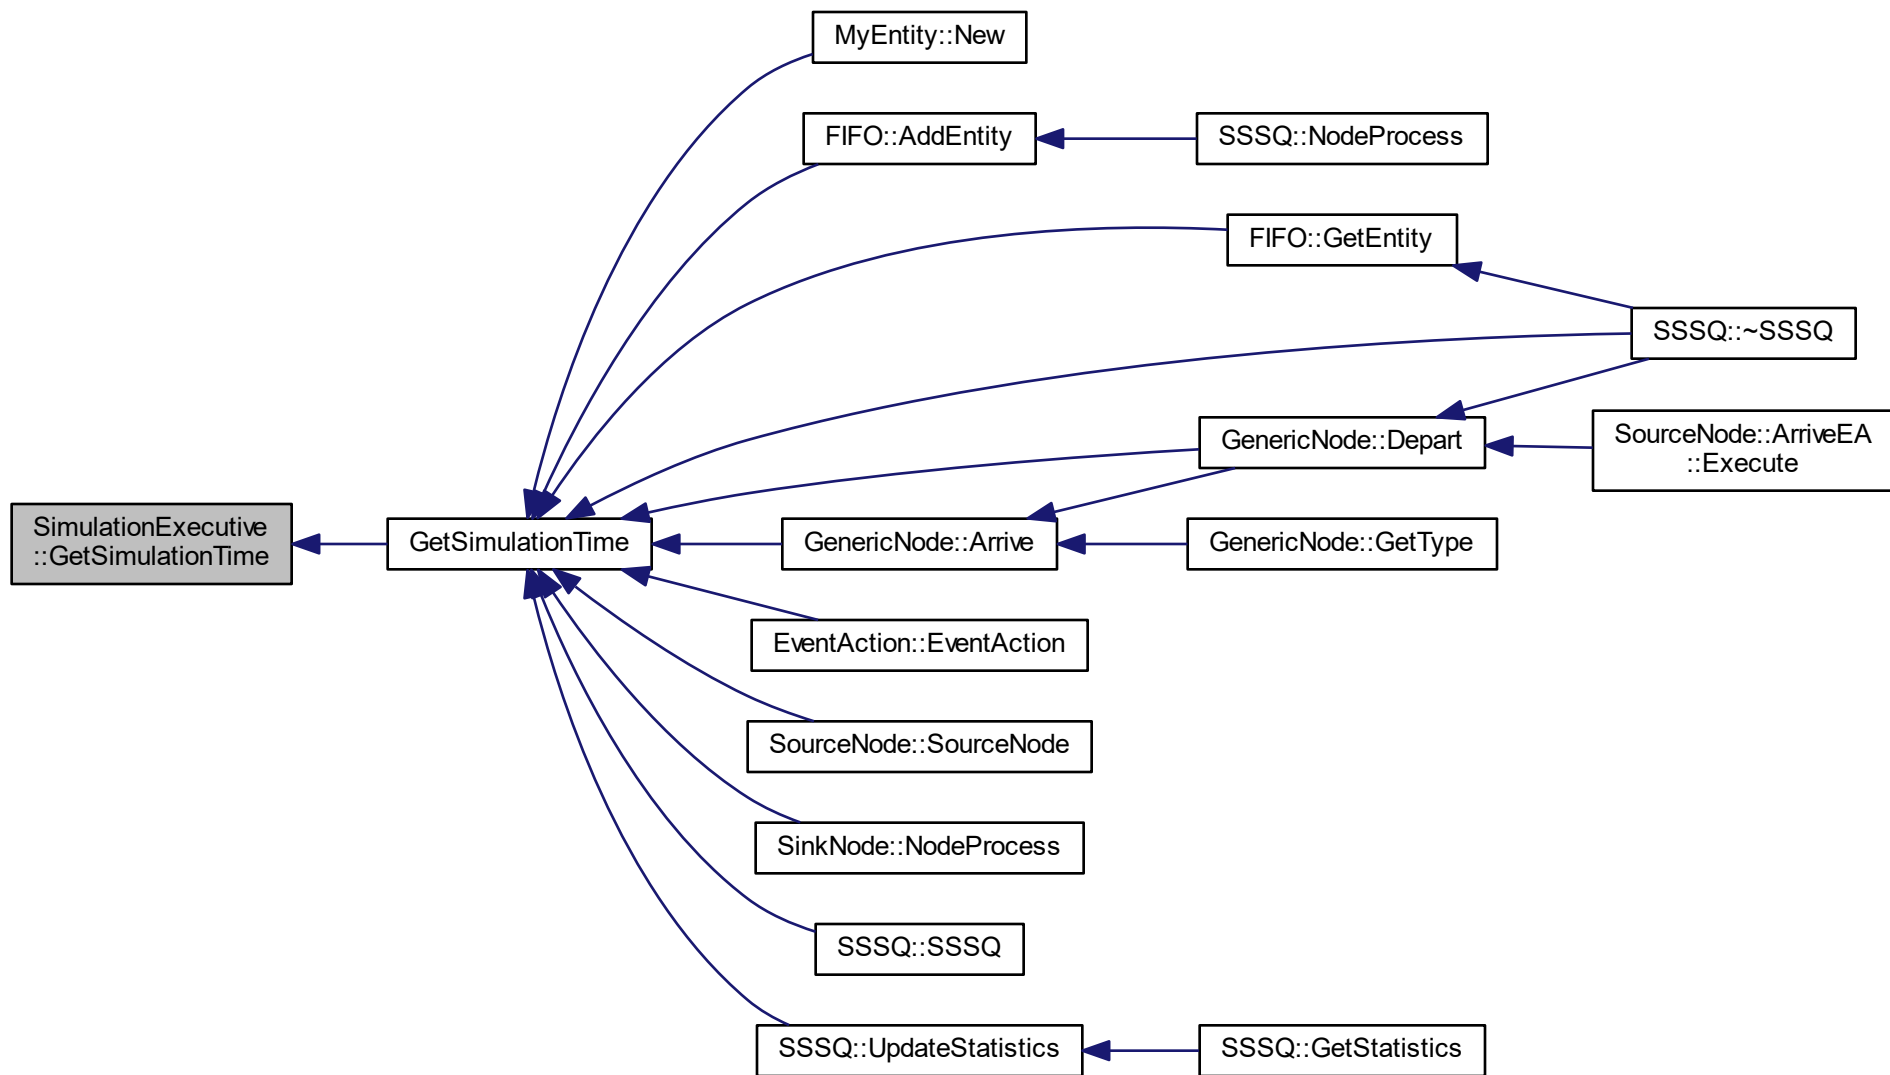 MyEntity::New
FIFO::AddEntity
SSSQ::NodeProcess
FIFO::GetEntity
SSSQ::~SSSQ
GenericNode::Depart
SourceNode::ArriveEA
::Execute
SimulationExecutive
::GetSimulationTime
GetSimulationTime
GenericNode::Arrive
GenericNode::GetType
EventAction::EventAction
SourceNode::SourceNode
SinkNode::NodeProcess
SSSQ::SSSQ
SSSQ::UpdateStatistics
SSSQ::GetStatistics